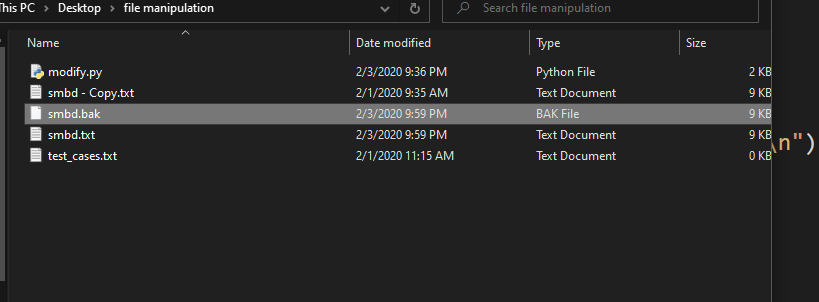 This PC > Desktop > file manipulation
Search file manipulation
Name Date modified Type Size
modify.py 2/3/2020 9:36 PM Python File 2 KB
smbd - Copy.txt 2/1/2020 9:35 AM Text Document 9 KB
smbd.bak 2/3/2020 9:59 PM BAK File 9 KB
smbd.txt 2/3/2020 9:59 PM Text Document 9 KB
\n")
test_cases.txt 2/1/2020 11:15 AM Text Document 0 KB